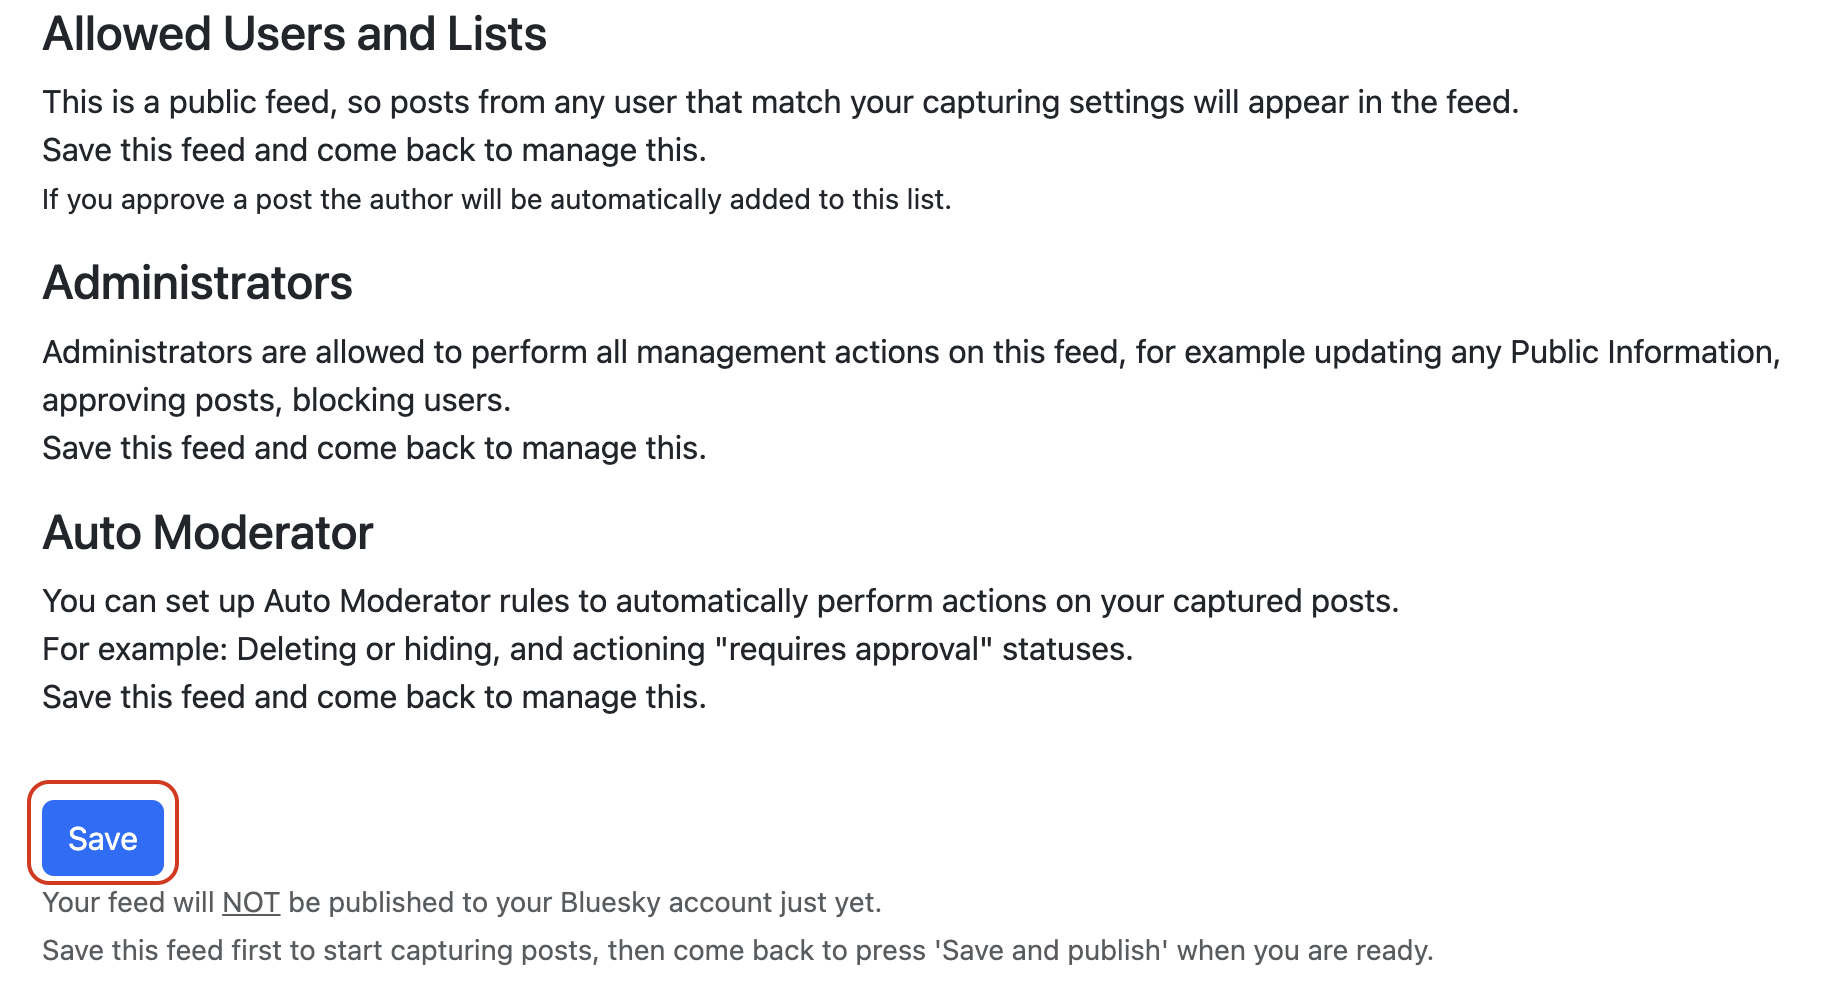 Allowed Users and Lists
This is a public feed, so posts from any user that match your capturing settings will appear in the feed.
Save this feed and come back to manage this.
If you approve a post the author will be automatically added to this list.
Administrators
Administrators are allowed to perform all management actions on this feed, for example updating any Public Information,
approving posts, blocking users.
Save this feed and come back to manage this.
Auto Moderator
You can set up Auto Moderator rules to automatically perform actions on your captured posts.
For example: Deleting or hiding, and actioning "requires approval" statuses.
Save this feed and come back to manage this.
Save
Your feed will NOT be published to your Bluesky account just yet.
Save this feed first to start capturing posts, then come back to press 'Save and publish' when you are ready.